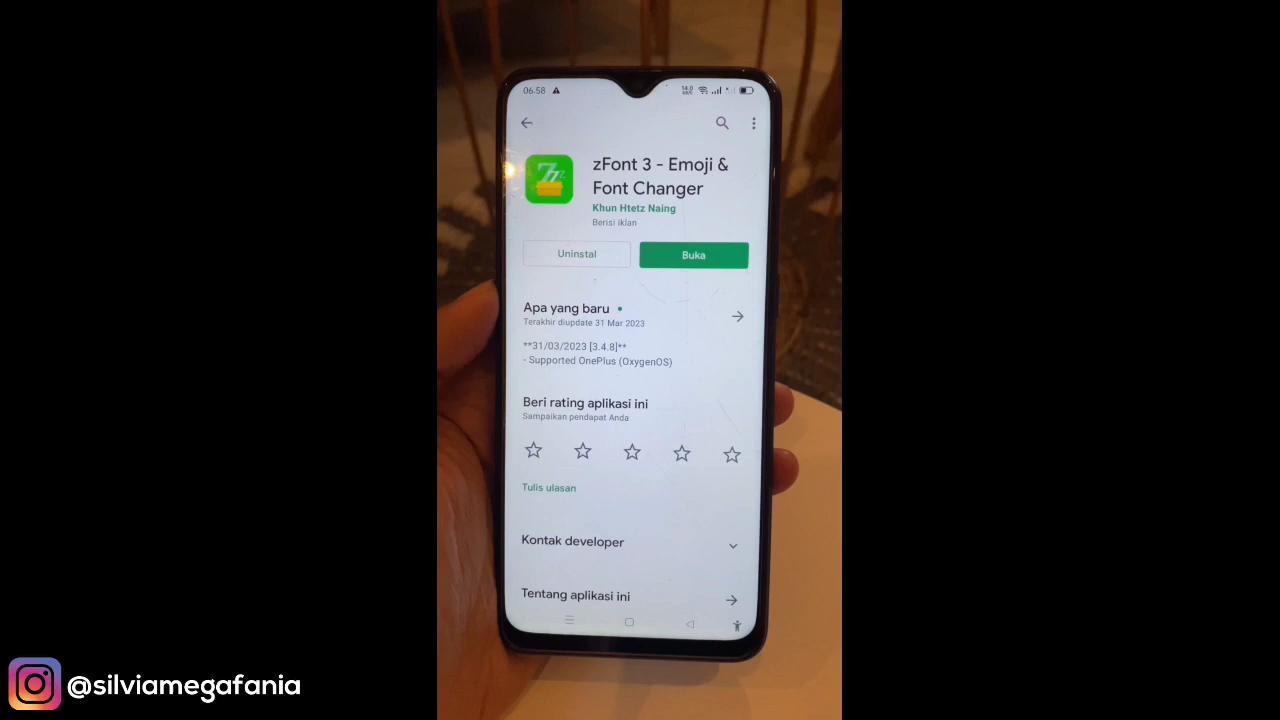 06.58
14.0
zFont 3 - Emoji &
Font Changer
Khun Htetz Naing
Berisi iklan
Uninstal
Buka
Apa yang baru
Terakhir diupdate 31 Mar 2023
**31/03/2023 [3.4.8]**
- Supported OnePlus (OxygenOS)
Beri rating aplikasi ini
Sampaikan pendapat Anda
Tulis ulasan
Kontak developer
Tentang aplikasi ini
@silviamegafania